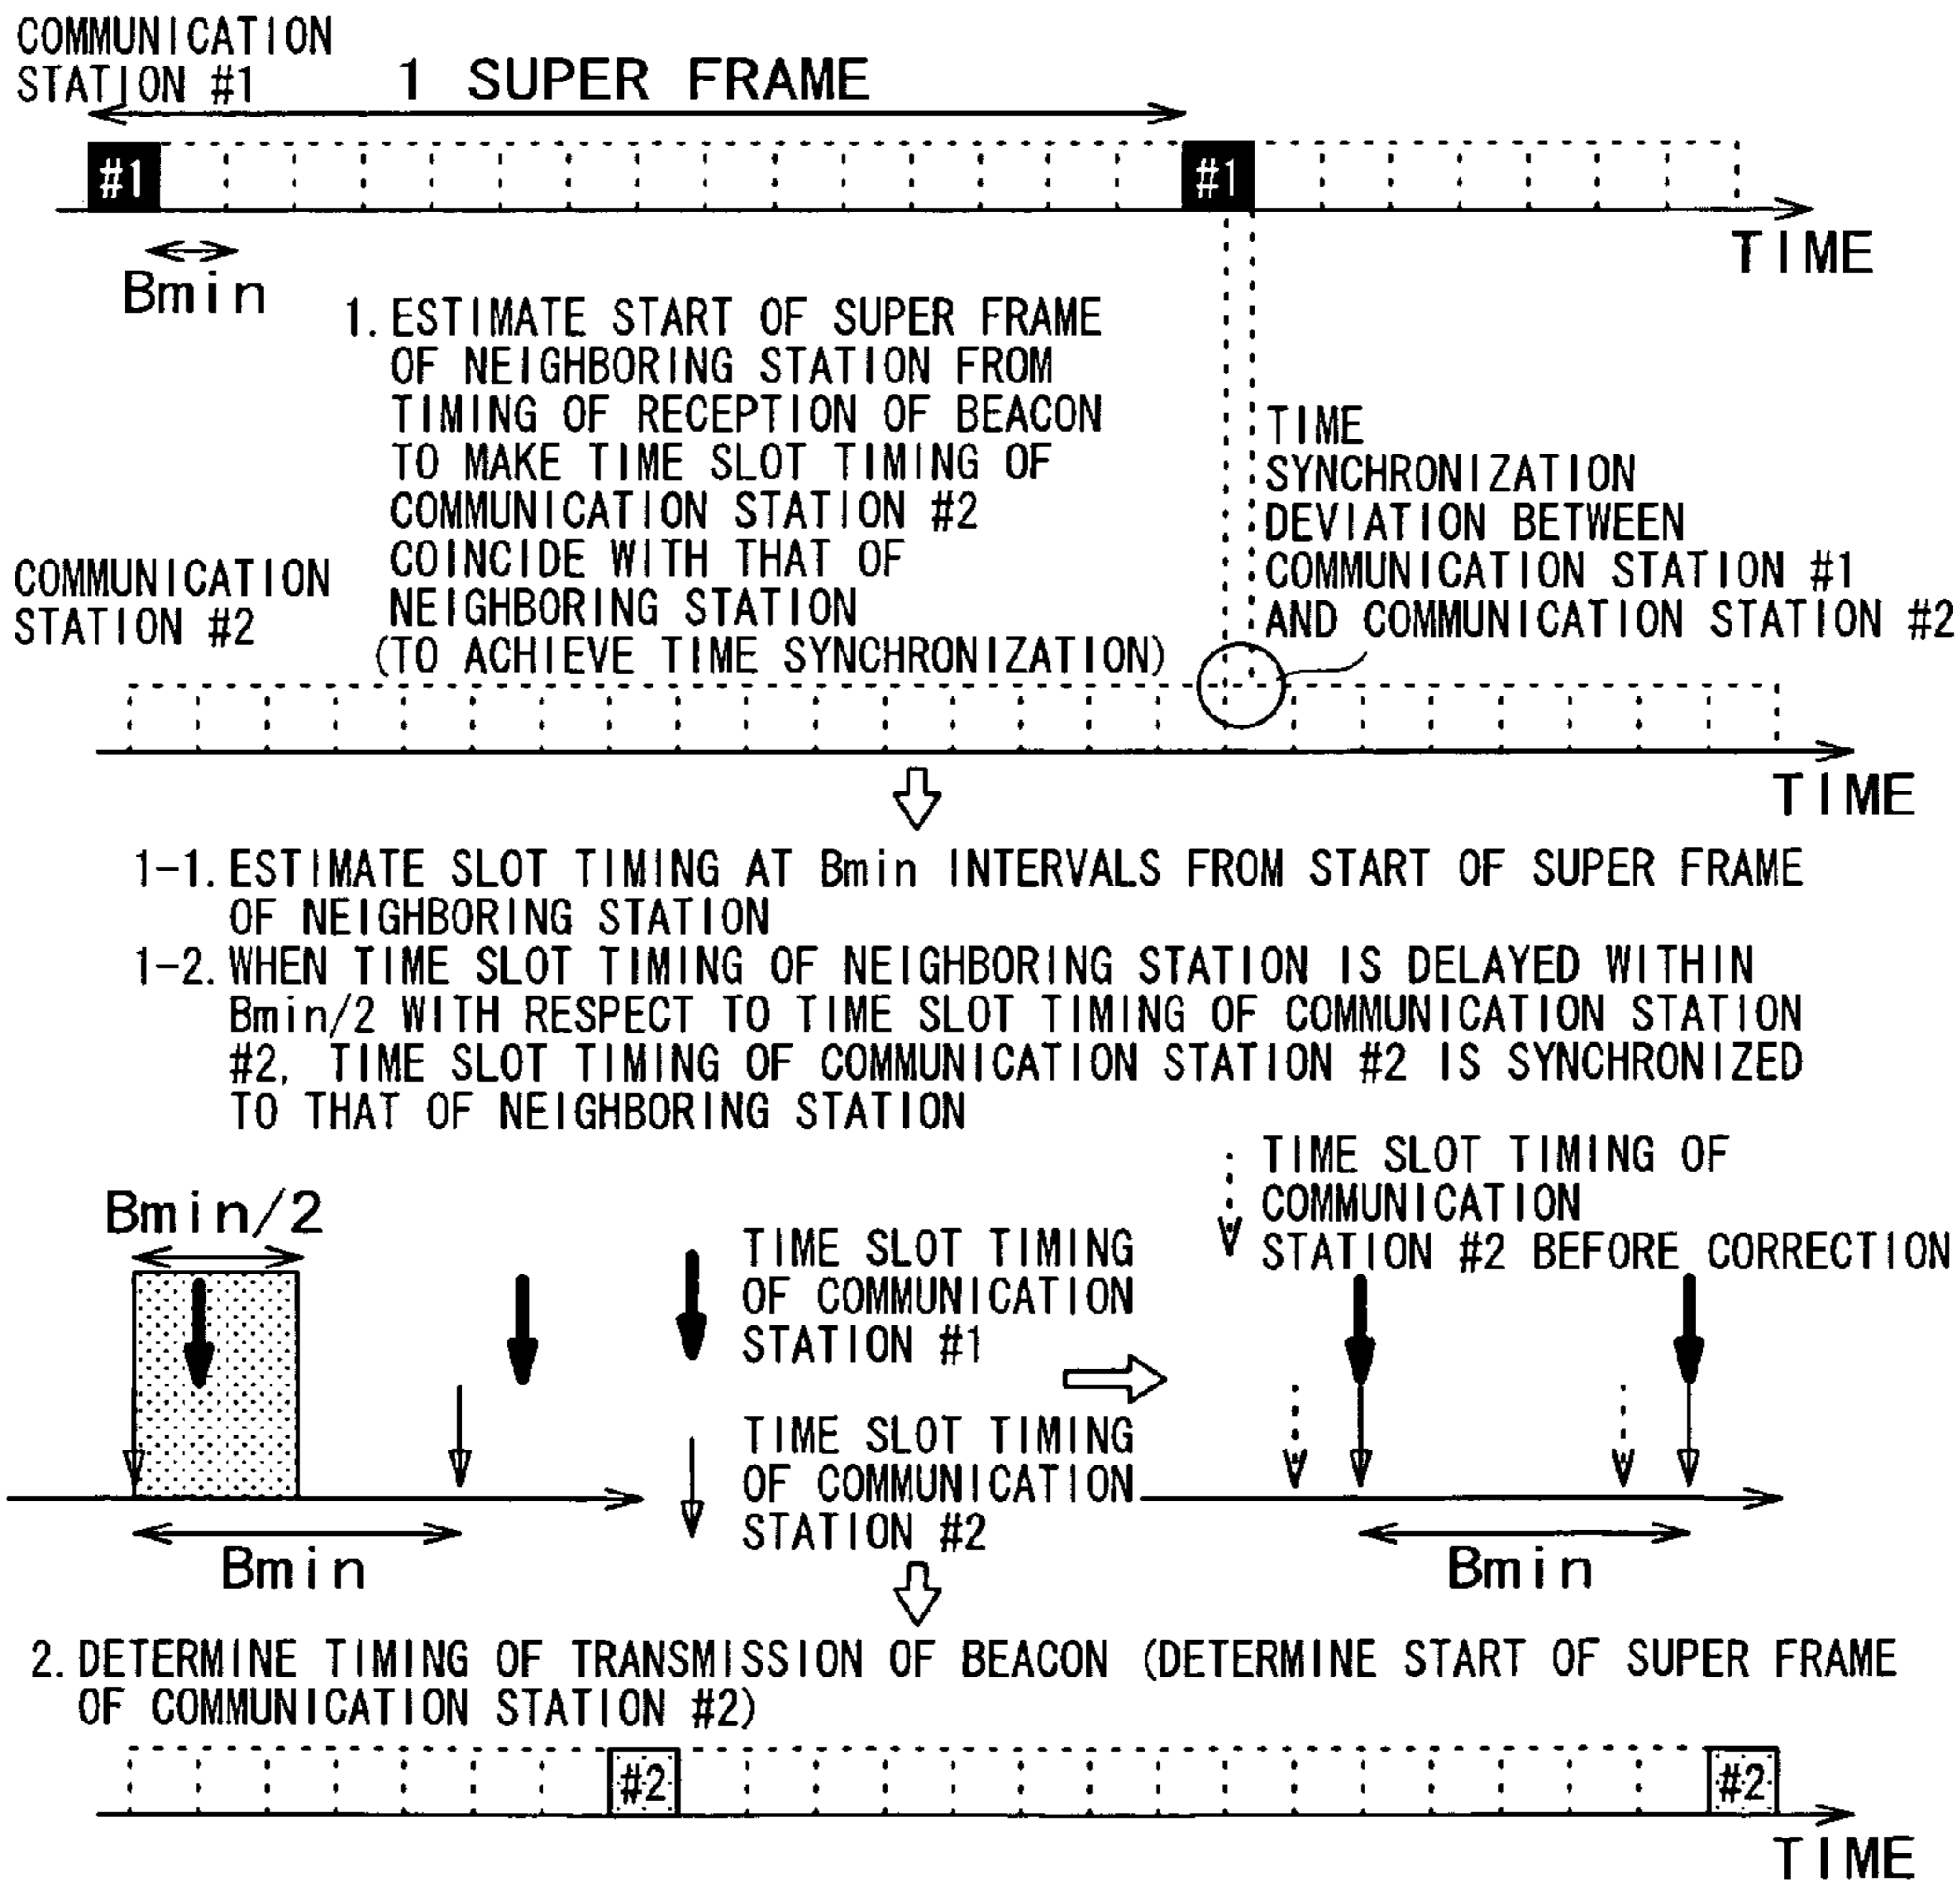 COMMUNICATION
STATION #1
1 SUPER FRAME
#1
#1
TIME
Bmin
1. ESTIMATE START OF SUPER FRAME
OF NEIGHBORING STATION FROM
TIMING OF RECEPTION OF BEACON
TO MAKE TIME SLOT TIMING OF
COMMUNICATION STATION #2
COINCIDE WITH THAT OF
NEIGHBORING STATION
(TO ACHIEVE TIME SYNCHRONIZATION)
TIME
SYNCHRONIZATION
DEVIATION BETWEEN
COMMUNICATION STATION #1
AND COMMUNICATION STATION #2
COMMUNICATION
STATION #2
TIME
1-1. ESTIMATE SLOT TIMING AT Bmin INTERVALS FROM START OF SUPER FRAME
OF NEIGHBORING STATION
1-2. WHEN TIME SLOT TIMING OF NEIGHBORING STATION IS DELAYED WITHIN
Bmin/2 WITH RESPECT TO TIME SLOT TIMING OF COMMUNICATION STATION
#2, TIME SLOT TIMING OF COMMUNICATION STATION #2 IS SYNCHRONIZED
TO THAT OF NEIGHBORING STATION
Bmin/2
TIME SLOT TIMING
OF COMMUNICATION
STATION #1
TIME SLOT TIMING OF
COMMUNICATION
STATION #2 BEFORE CORRECTION
TIME SLOT TIMING
OF COMMUNICATION
STATION #2
Bmin
Bmin
2. DETERMINE TIMING OF TRANSMISSION OF BEACON (DETERMINE START OF SUPER FRAME
OF COMMUNICATION STATION #2)
#2
#2
TIME